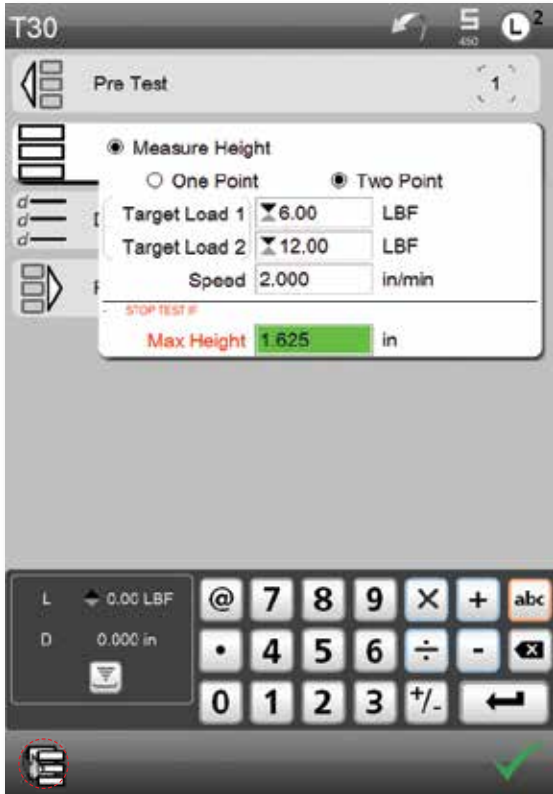 T30
S
450
L 2
Pre Test 1
Measure Height
One Point Two Point
Target Load 1 6.00 LBF
Target Load 2 12.00 LBF
Speed 2.000 in/min
STOP TEST IF
Max Height 1.625 in
d
d
d
L 0.00 LBF
D 0.000 in
@ 7 8 9 × + abc
• 4 5 6 ÷ -
0 1 2 3 +/-